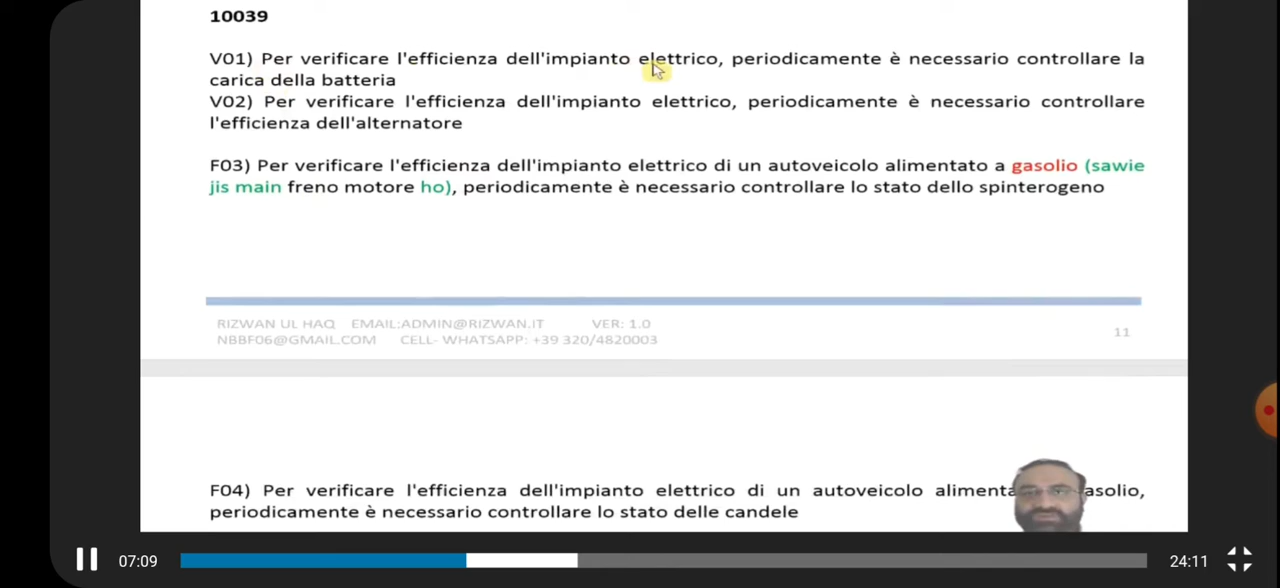 10039
V01) Per verificare l'efficienza dell'impianto elettrico, periodicamente è necessario controllare la
carica della batteria
V02) Per verificare l'efficienza dell'impianto elettrico, periodicamente è necessario controllare
l'efficienza dell'alternatore
F03) Per verificare l'efficienza dell'impianto elettrico di un autoveicolo alimentato a gasolio (sawie
jis main freno motore ho), periodicamente è necessario controllare lo stato dello spinterogeno
RIZWAN UL HAQ EMAIL:ADMIN@RIZWAN.IT VER: 1.0
NBBF06@GMAIL.COM CELL- WHATSAPP: +39 320/4820003
11
F04) Per verificare l'efficienza dell'impianto elettrico di un autoveicolo
periodicamente è necessario controllare lo stato delle candele
07:09
24:11